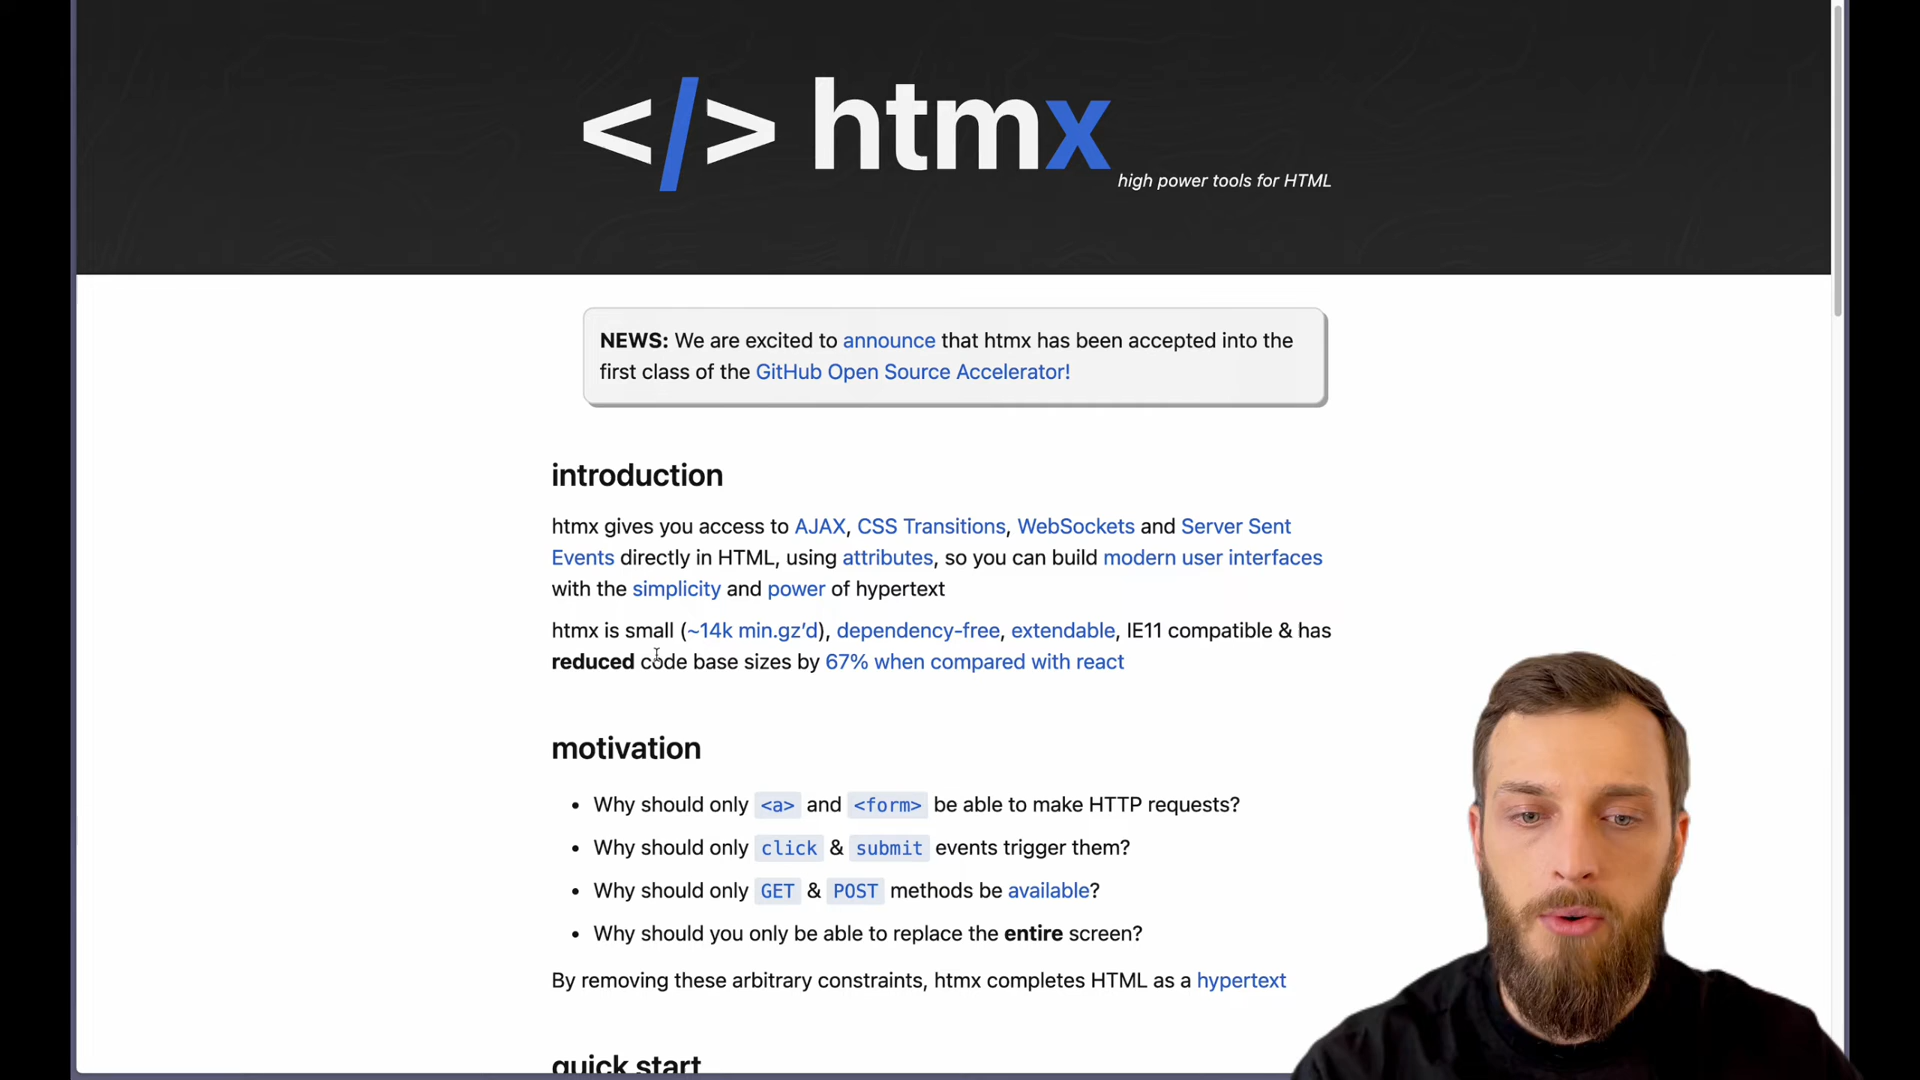 </> htmx
high power tools for HTML
NEWS: We are excited to announce that htmx has been accepted into the
first class of the GitHub Open Source Accelerator!
introduction
htmx gives you access to AJAX, CSS Transitions, WebSockets and Server Sent
Events directly in HTML, using attributes, so you can build modern user interfaces
with the simplicity and power of hypertext
htmx is small (~14k min.gz’d), dependency-free, extendable, IE11 compatible & has
reduced code base sizes by 67% when compared with react
motivation
• Why should only <a> and <form> be able to make HTTP requests?
• Why should only click & submit events trigger them?
• Why should only GET & POST methods be available?
• Why should you only be able to replace the entire screen?
By removing these arbitrary constraints, htmx completes HTML as a hypertext
quick start